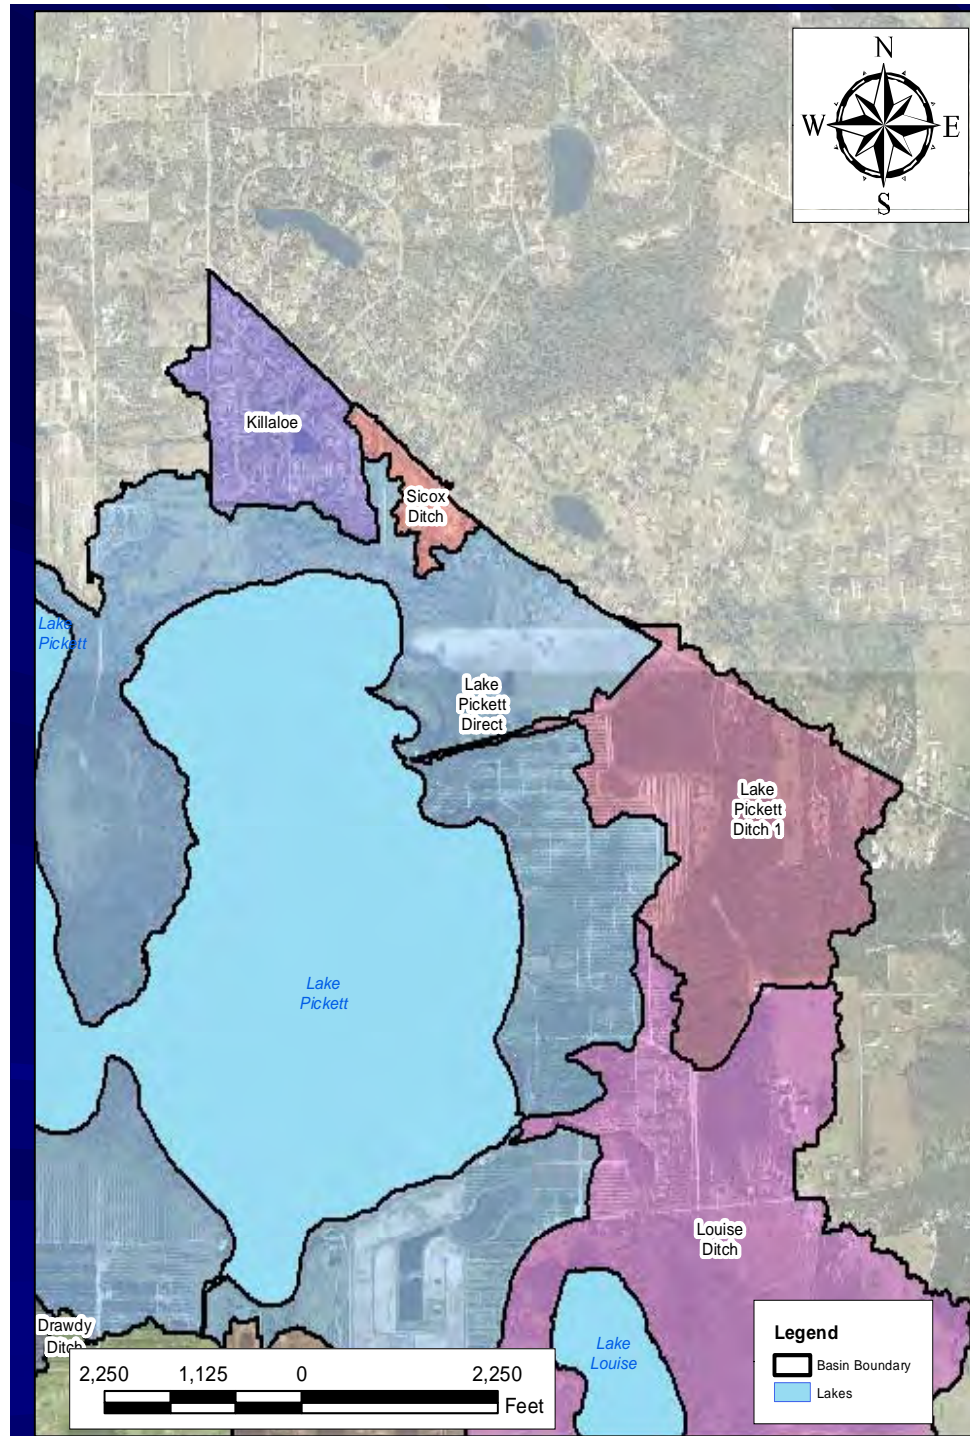 N
W E
S
Killaloe
Sicox
Ditch
Lake
Pickett
Lake
Pickett
Direct
Lake
Pickett
Ditch 1
Lake
Pickett
Louise
Ditch
Drawdy
Ditch
Lake
Louise
Legend
Basin Boundary
Lakes
2,250 1,125 0 2,250
Feet